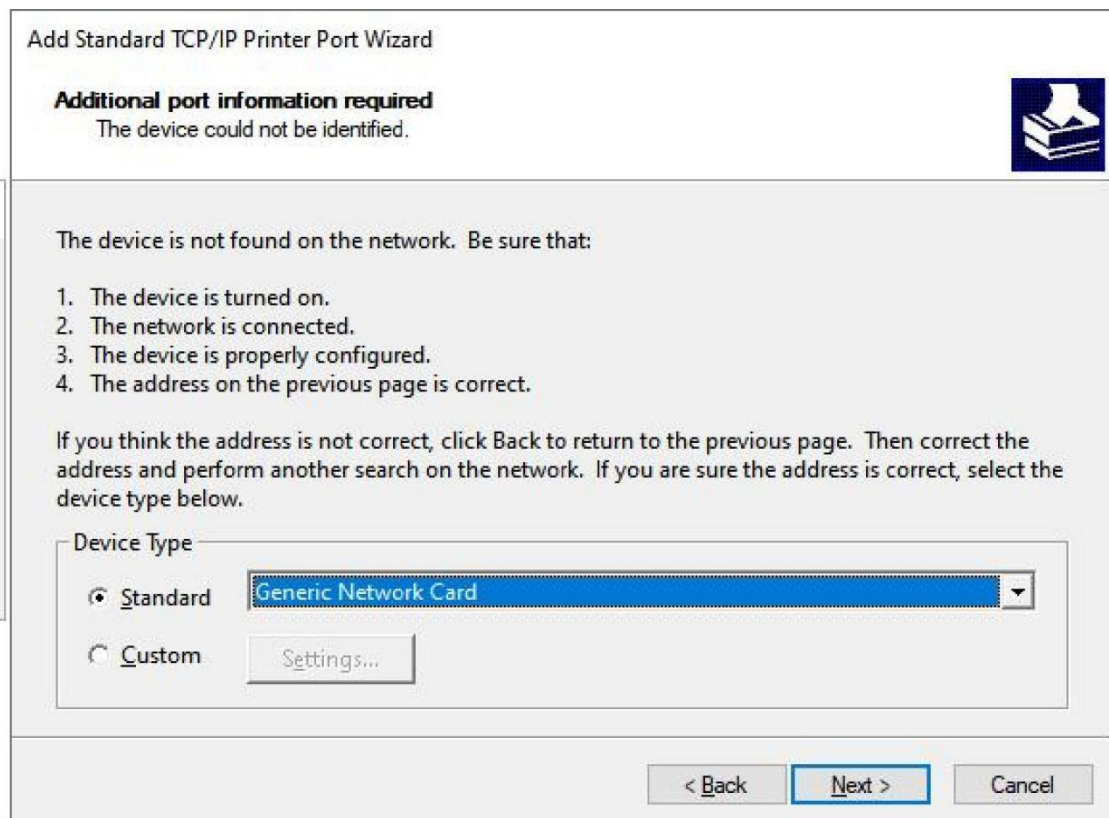 Add Standard TCP/IP Printer Port Wizard
Additional port information required
The device could not be identified.
The device is not found on the network.  Be sure that:
1.  The device is turned on.
2.  The network is connected.
3.  The device is properly configured.
4.  The address on the previous page is correct.
If you think the address is not correct, click Back to return to the previous page.  Then correct the
address and perform another search on the network.  If you are sure the address is correct, select the
device type below.
Device Type
Standard
Generic Network Card
Custom
Settings...
< Back
Next >
Cancel